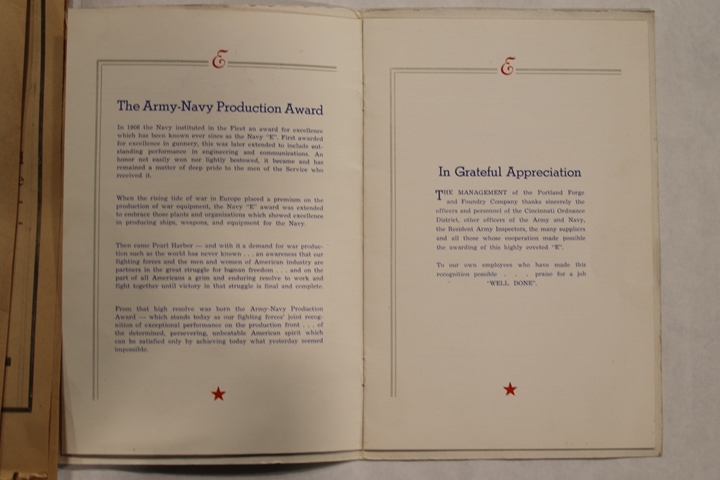 E
The Army-Navy Production Award
In 1906 the Navy instituted in the First an award for excellence
which has been known ever since as the Navy "E". First awarded
for excellence in gunnery, this was later extended to include out-
standing performance in engineering and communications. An
honor not easily won nor lightly bestowed, it became and has
remained a matter of deep pride to the men of the Service who
received it.
When the rising tide of war in Europe placed a premium on the
production of war equipment, the Navy "E" award was extended
to embrace those plants and organizations which showed excellence
in producing ships, weapons, and equipment for the Navy.
Then came Pearl Harbor — and with it a demand for war produc-
tion such as the world has never known . . . an awareness that our
fighting forces and the men and women of American industry are
partners in the great struggle for human freedom . . . and on the
part of all Americans a grim and enduring resolve to work and
fight together until victory in that struggle is final and complete.
From that high resolve was born the Army-Navy Production
Award — which stands today as our fighting forces' joint recog-
nition of exceptional performance on the production front . . . of
the determined, persevering, unbeatable American spirit which
can be satisfied only by achieving today what yesterday seemed
impossible.
E
In Grateful Appreciation
THE MANAGEMENT of the Portland Forge
and Foundry Company thanks sincerely the
officers and personnel of the Cincinnati Ordnance
District, other officers of the Army and Navy,
the Resident Army Inspectors, the many suppliers
and all those whose cooperation made possible
the awarding of this highly coveted "E".
To our own employees who have made this
recognition possible . . . . praise for a job
"WELL DONE".